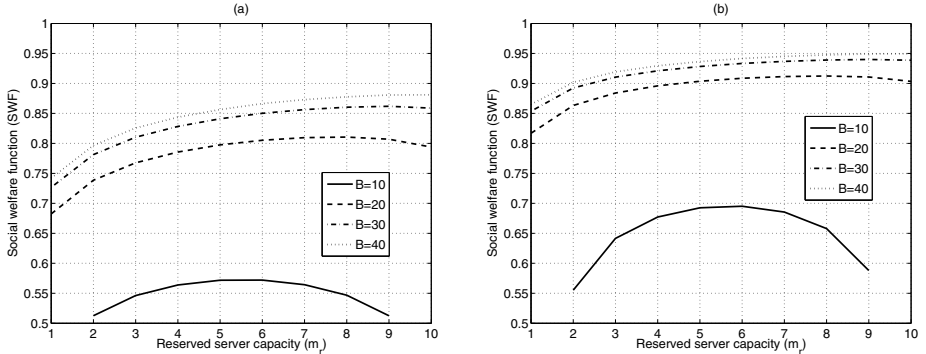 (a)
Social welfare function (SWF)
1
0.95
0.9
0.85
0.8
0.75
0.7
0.65
0.6
0.55
0.5
B=10
B=20
B=30
B=40
1 2 3 4 5 6 7 8 9 10
Reserved server capacity (m_r)
(b)
Social welfare function (SWF)
1
0.95
0.9
0.85
0.8
0.75
0.7
0.65
0.6
0.55
0.5
B=10
B=20
B=30
B=40
1 2 3 4 5 6 7 8 9 10
Reserved server capacity (m_r)